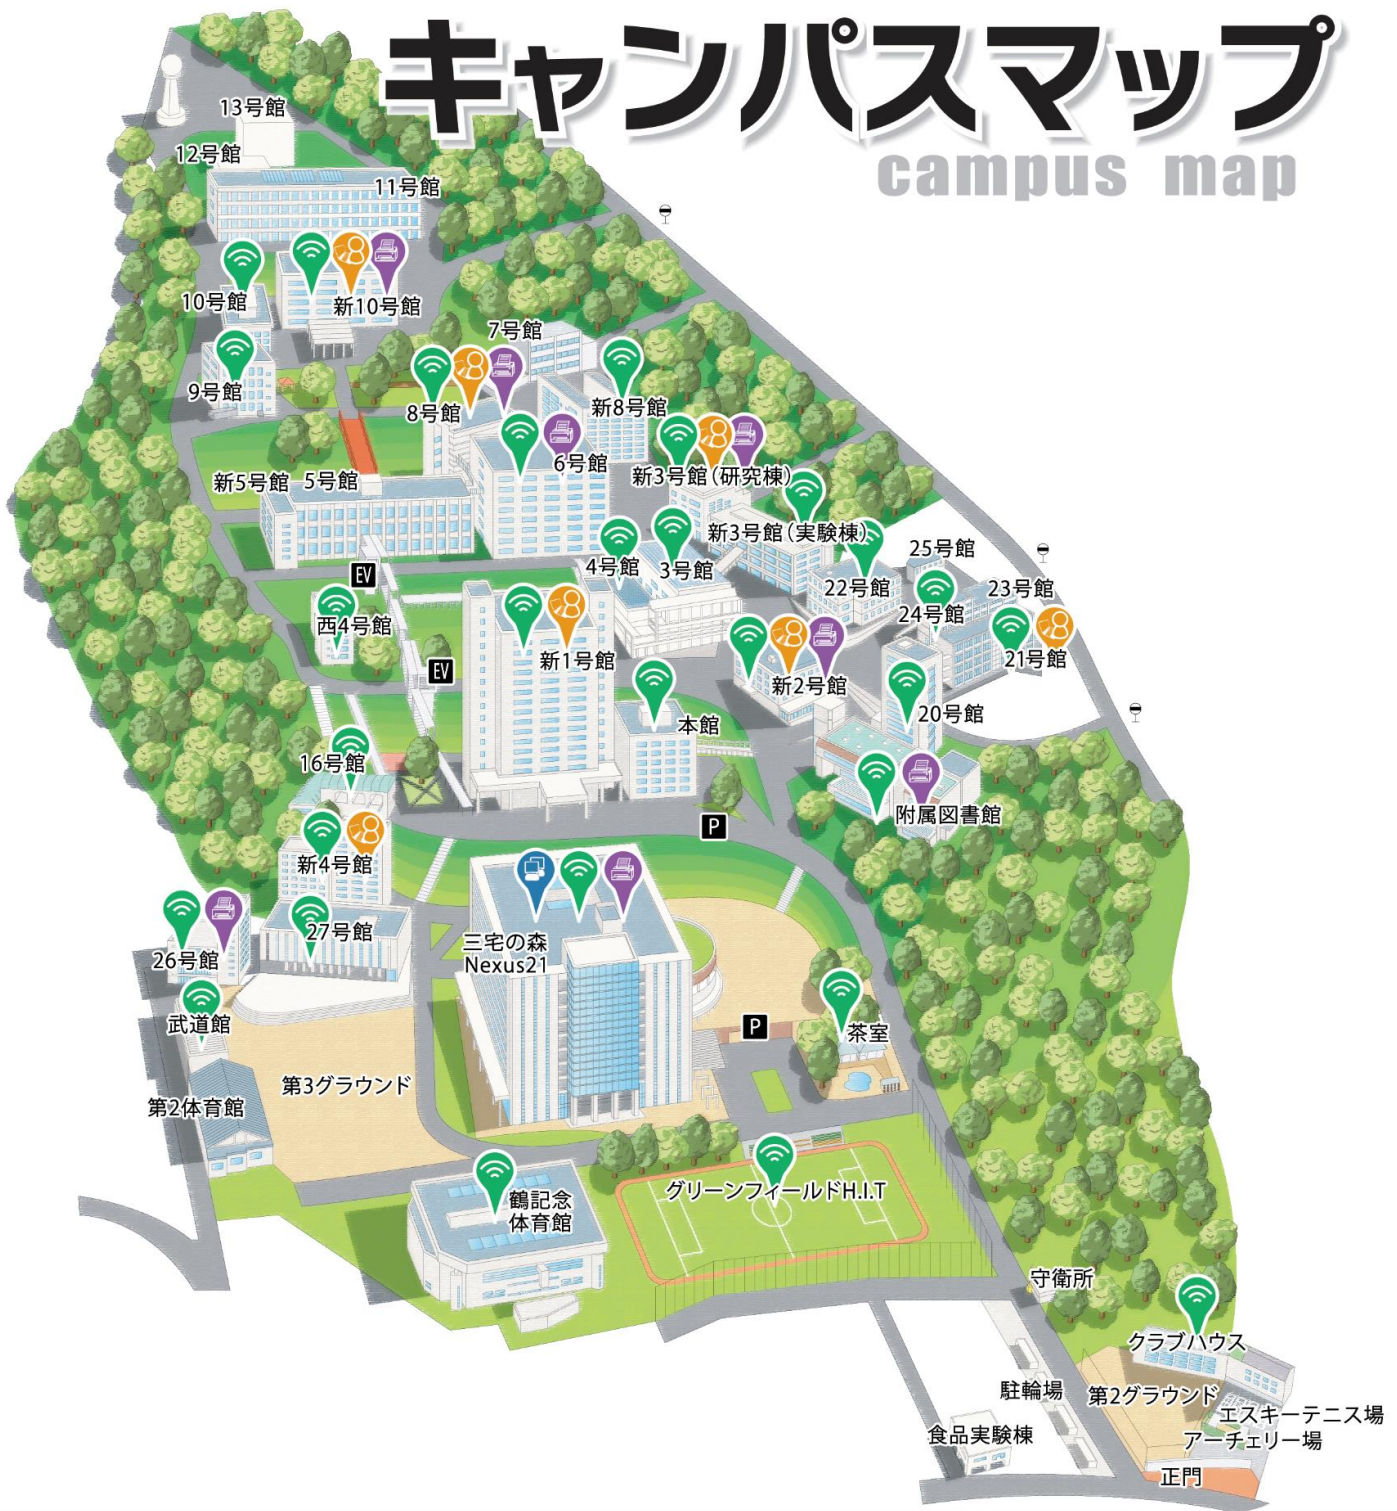 キャンパスマップ
campus map
13号館
12号館
11号館
10号館
新10号館
7号館
9号館
8号館
新8号館
6号館
新3号館(研究棟)
新5号館
5号館
新3号館(実験棟)
25号館
4号館
3号館
22号館
23号館
24号館
EV
西4号館
新1号館
21号館
EV
新2号館
20号館
本館
16号館
附属図書館
P
新4号館
27号館
三宅の森
Nexus21
26号館
武道館
P
茶室
第3グラウンド
第2体育館
鶴記念
体育館
グリーンフィールドH.I.T
守衛所
クラブハウス
駐輪場
第2グラウンド
エスキーテニス場
アーチェリー場
食品実験棟
正門